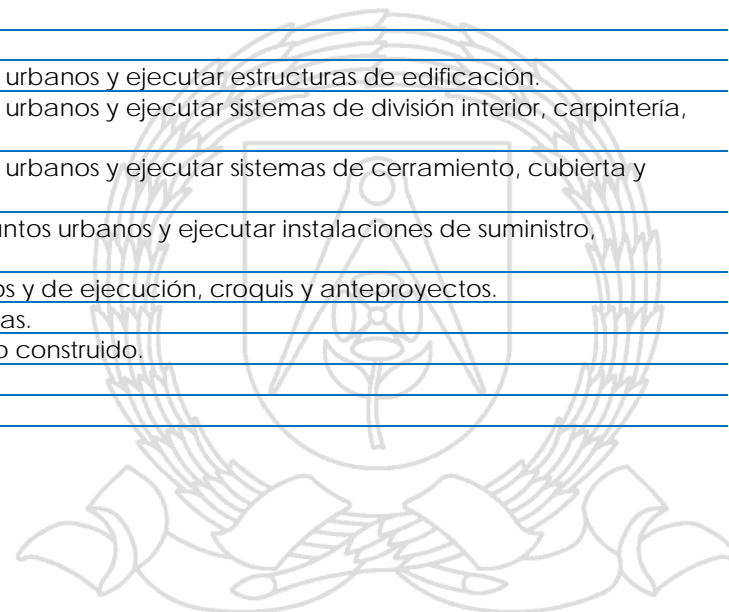 urbanos y ejecutar estructuras de edificación.
urbanos y ejecutar sistemas de división interior, carpintería,
urbanos y ejecutar sistemas de cerramiento, cubierta y
ntos urbanos y ejecutar instalaciones de suministro,
os y de ejecución, croquis y anteproyectos.
as.
o construido.